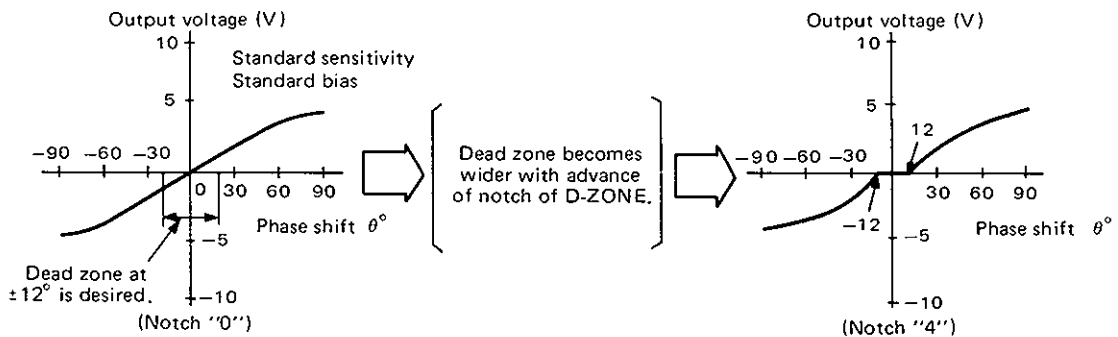 Output voltage (V)
10
Standard sensitivity
Standard bias
5
−90 −60 −30
0 30 60 90
Phase shift θ°
−5
Dead zone at
±12° is desired.
−10
(Notch "0")
Dead zone becomes
wider with advance
of notch of D-ZONE.
Output voltage (V)
10
5
12
−90 −60 −30
30 60 90
−12
−5
Phase shift θ°
−10
(Notch "4")